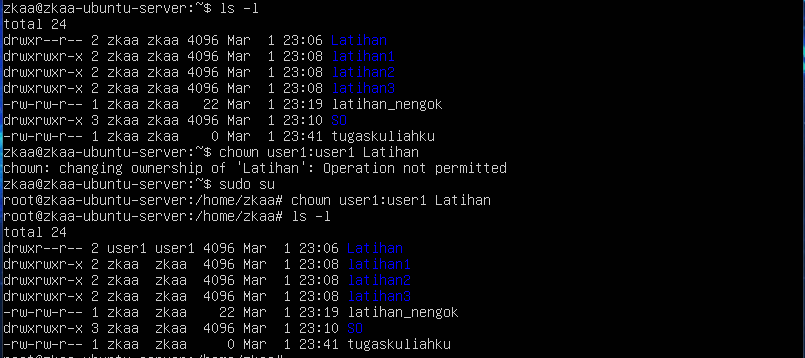 zkaa@zkaa-ubuntu-server:~$ ls -l
total 24
drwxr--r-- 2 zkaa zkaa 4096 Mar  1 23:06 Latihan
drwxrwxr-x 2 zkaa zkaa 4096 Mar  1 23:08 latihan1
drwxrwxr-x 2 zkaa zkaa 4096 Mar  1 23:08 latihan2
drwxrwxr-x 2 zkaa zkaa 4096 Mar  1 23:08 latihan3
-rw-rw-r-- 1 zkaa zkaa   22 Mar  1 23:19 latihan_nengok
drwxrwxr-x 3 zkaa zkaa 4096 Mar  1 23:10 SO
-rw-rw-r-- 1 zkaa zkaa    0 Mar  1 23:41 tugaskuliahku
zkaa@zkaa-ubuntu-server:~$ chown user1:user1 Latihan
chown: changing ownership of 'Latihan': Operation not permitted
zkaa@zkaa-ubuntu-server:~$ sudo su
root@zkaa-ubuntu-server:/home/zkaa# chown user1:user1 Latihan
root@zkaa-ubuntu-server:/home/zkaa# ls -l
total 24
drwxr--r-- 2 user1 user1 4096 Mar  1 23:06 Latihan
drwxrwxr-x 2 zkaa  zkaa  4096 Mar  1 23:08 latihan1
drwxrwxr-x 2 zkaa  zkaa  4096 Mar  1 23:08 latihan2
drwxrwxr-x 2 zkaa  zkaa  4096 Mar  1 23:08 latihan3
-rw-rw-r-- 1 zkaa  zkaa    22 Mar  1 23:19 latihan_nengok
drwxrwxr-x 3 zkaa  zkaa  4096 Mar  1 23:10 SO
-rw-rw-r-- 1 zkaa  zkaa     0 Mar  1 23:41 tugaskuliahku
root@zkaa-ubuntu-server:/home/zkaa#